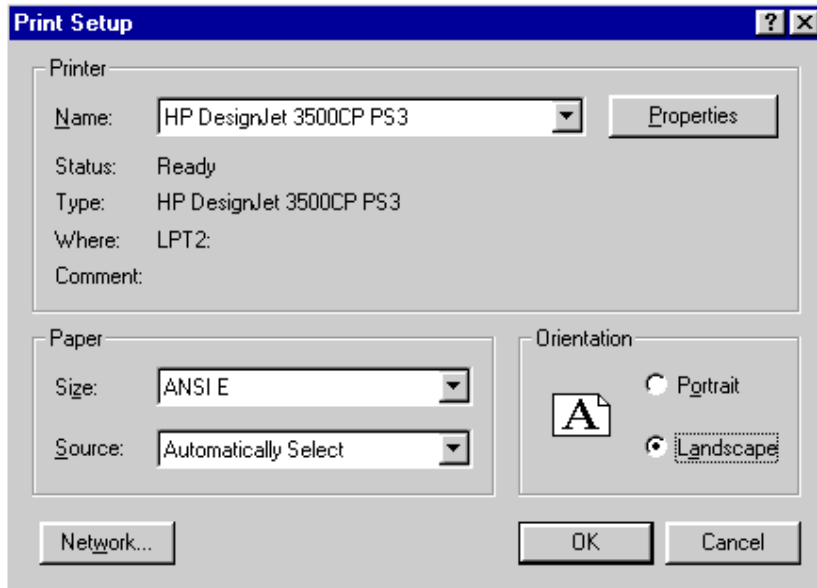 Print Setup
Printer
Name: HP DesignJet 3500CP PS3 Properties
Status: Ready
Type: HP DesignJet 3500CP PS3
Where: LPT2:
Comment:
Paper
Size: ANSI E
Source: Automatically Select
Orientation
A
Portrait
Landscape
Network... OK Cancel